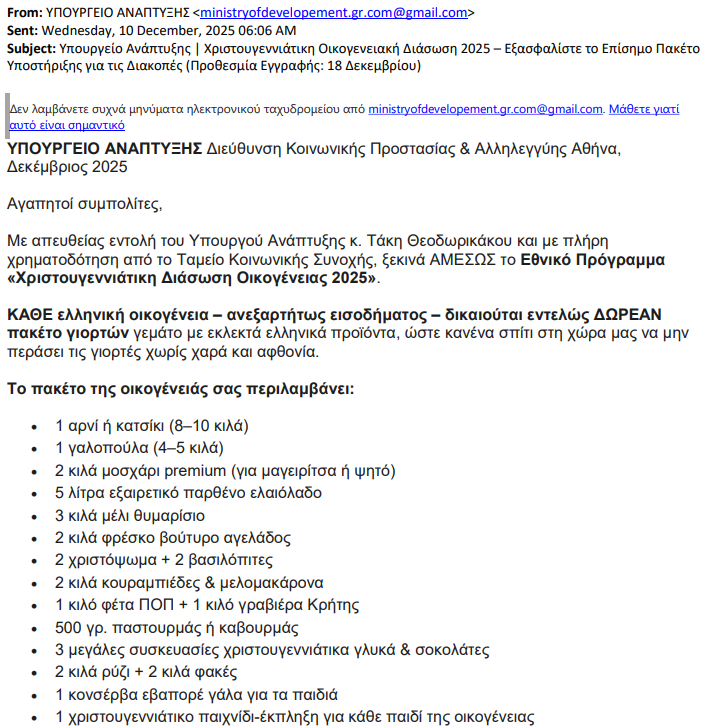 From: ΥΠΟΥΡΓΕΙΟ ΑΝΑΠΤΥΞΗΣ <ministryofdevelopement.gr.com@gmail.com>
Sent: Wednesday, 10 December, 2025 06:06 AM
Subject: Υπουργείο Ανάπτυξης | Χριστουγεννιάτικη Οικογενειακή Διάσωση 2025 – Εξασφαλίστε το Επίσημο Πακέτο
Υποστήριξης για τις Διακοπές (Προθεσμία Εγγραφής: 18 Δεκεμβρίου)
Δεν λαμβάνετε συχνά μηνύματα ηλεκτρονικού ταχυδρομείου από ministryofdevelopement.gr.com@gmail.com. Μάθετε γιατί
αυτό είναι σημαντικό
ΥΠΟΥΡΓΕΙΟ ΑΝΑΠΤΥΞΗΣ Διεύθυνση Κοινωνικής Προστασίας & Αλληλεγγύης Αθήνα,
Δεκέμβριος 2025
Αγαπητοί συμπολίτες,
Με απευθείας εντολή του Υπουργού Ανάπτυξης κ. Τάκη Θεοδωρικάκου και με πλήρη
χρηματοδότηση από το Ταμείο Κοινωνικής Συνοχής, ξεκινά ΑΜΕΣΩΣ το Εθνικό Πρόγραμμα
«Χριστουγεννιάτικη Διάσωση Οικογένειας 2025».
ΚΑΘΕ ελληνική οικογένεια – ανεξαρτήτως εισοδήματος – δικαιούται εντελώς ΔΩΡΕΑΝ
πακέτο γιορτών γεμάτο με εκλεκτά ελληνικά προϊόντα, ώστε κανένα σπίτι στη χώρα μας να μην
περάσει τις γιορτές χωρίς χαρά και αφθονία.
Το πακέτο της οικογένειάς σας περιλαμβάνει:
• 1 αρνί ή κατσίκι (8–10 κιλά)
• 1 γαλοπούλα (4–5 κιλά)
• 2 κιλά μοσχάρι premium (για μαγειρίτσα ή ψητό)
• 5 λίτρα εξαιρετικό παρθένο ελαιόλαδο
• 3 κιλά μέλι θυμαρίσιο
• 2 κιλά φρέσκο βούτυρο αγελάδος
• 2 χριστόψωμα + 2 βασιλόπιτες
• 2 κιλά κουραμπιέδες & μελομακάρονα
• 1 κιλό φέτα ΠΟΠ + 1 κιλό γραβιέρα Κρήτης
• 500 γρ. παστουρμάς ή καβουρμάς
• 3 μεγάλες συσκευασίες χριστουγεννιάτικα γλυκά & σοκολάτες
• 2 κιλά ρύζι + 2 κιλά φακές
• 1 κονσέρβα εβαπορέ γάλα για τα παιδιά
• 1 χριστουγεννιάτικο παιχνίδι-έκπληξη για κάθε παιδί της οικογένειας